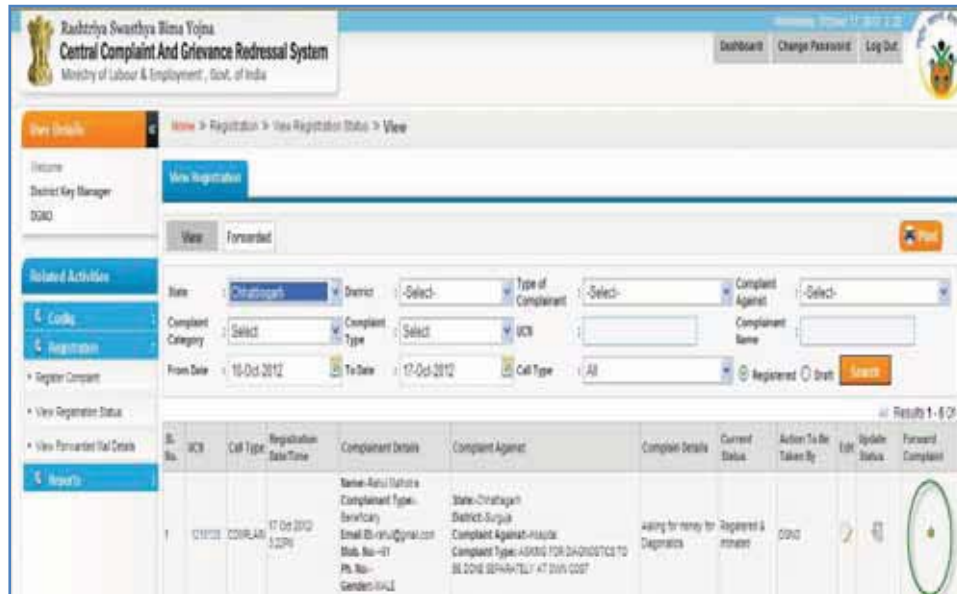 Rashtriya Swasthya Bima Yojna
Central Complaint And Grievance Redressal System
Ministry of Labour & Employment, Govt. of India
Dashboard Change Password Log Out
User Details
Home > Registration > View Registration Status > View
Welcome
District Key Manager
View Registration
View Forwarded
Print
Related Activities
Config
Registration
Register Complaint
View Registration Status
View Forwarded Mail Details
Reports
State : Chhattisgarh District : -Select- Type of Complainant : -Select- Complaint Against : -Select-
Complaint Category : Select Complaint Type : Select UCN : Complainant Name :
From Date : 10-Oct-2012 To Date : 17-Oct-2012 Call Type : All Registered Draft Search
Results 1 - 6 Of
Sl. No. UCN Call Type Registration Date/Time Complainant Details Complaint Against Complain Details Current Status Action To Be Taken By Edit Update Status Forward Complaint
1
17 Oct 2012
Complainant Type:-
Beneficiary
Mob. No:-91
Ph. No:-
Gender:-MALE
State:-Chhattisgarh
District:-Surguja
Complaint Against:-Hospital
Complaint Type:-ASKING FOR DIAGNOSTICS TO
BE DONE SEPARATELY AT OWN COST
Asking for money for
Diagnostics
Registered &